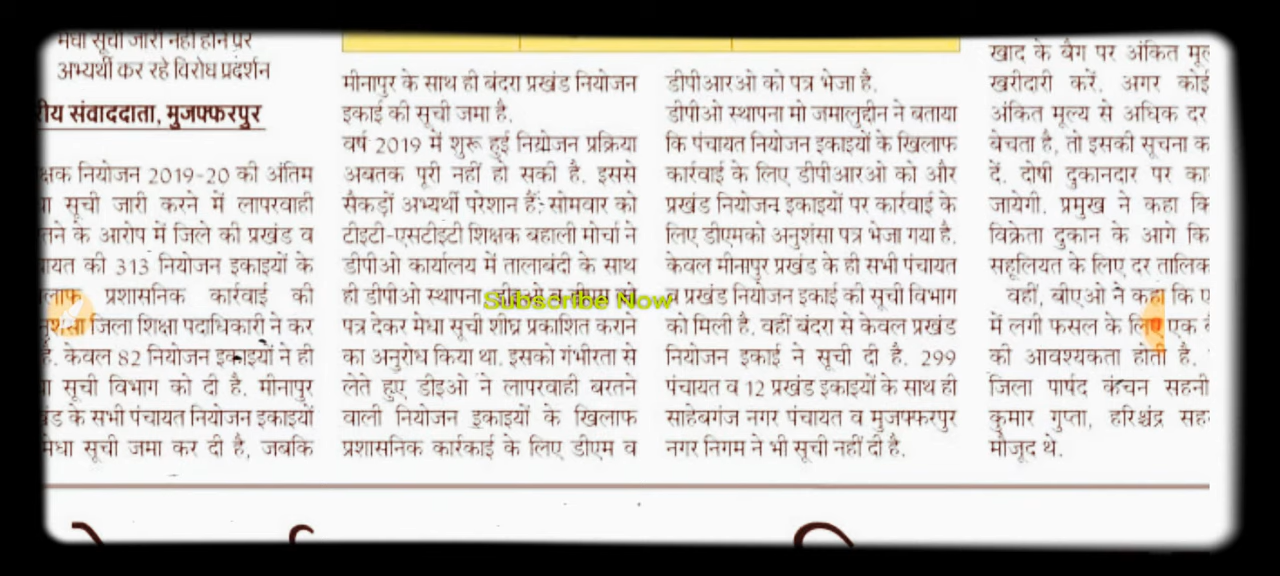 मेधा सूची जारी नहीं होने पर
अभ्यर्थी कर रहे विरोध प्रदर्शन
संवाददाता, मुजफ्फरपुर
नियोजन 2019-20 की अंतिम
सूची जारी करने में लापरवाही
के आरोप में जिले की प्रखंड व
की 313 नियोजन इकाइयों के
प्रशासनिक कार्रवाई की
जिला शिक्षा पदाधिकारी ने कर
है. केवल 82 नियोजन इकाइयों ने ही
सूची विभाग को दी है. मीनापुर
के सभी पंचायत नियोजन इकाइयों
मेधा सूची जमा कर दी है, जबकि
मीनापुर के साथ ही बंदरा प्रखंड नियोजन
इकाई की सूची जमा है.
वर्ष 2019 में शुरू हुई नियोजन प्रक्रिया
अबतक पूरी नहीं हो सकी है. इससे
सैकड़ों अभ्यर्थी परेशान हैं. सोमवार को
टीइटी-एसटीइटी शिक्षक बहाली मोर्चा ने
डीपीओ कार्यालय में तालाबंदी के साथ
ही डीपीओ स्थापना
पत्र देकर मेधा सूची शीघ्र प्रकाशित कराने
का अनुरोध किया था. इसको गंभीरता से
लेते हुए डीइओ ने लापरवाही बरतने
वाली नियोजन इकाइयों के खिलाफ
प्रशासनिक कार्रकाई के लिए डीएम व
Subscribe Now
डीपीआरओ को पत्र भेजा है.
डीपीओ स्थापना मो जमालुद्दीन ने बताया
कि पंचायत नियोजन इकाइयों के खिलाफ
कार्रवाई के लिए डीपीआरओ को और
प्रखंड नियोजन इकाइयों पर कार्रवाई के
लिए डीएमको अनुशंसा पत्र भेजा गया है.
केवल मीनापुर प्रखंड के ही सभी पंचायत
व प्रखंड नियोजन इकाई की सूची विभाग
को मिली है. वहीं बंदरा से केवल प्रखंड
नियोजन इकाई ने सूची दी है. 299
पंचायत व 12 प्रखंड इकाइयों के साथ ही
साहेबगंज नगर पंचायत व मुजफ्फरपुर
नगर निगम ने भी सूची नहीं दी है.
खाद के बैग पर अंकित
खरीदारी करें. अगर कोई
अंकित मूल्य से अधिक दर
बेचता है, तो इसकी सूचना
दें. दोषी दुकानदार पर
जायेगी. प्रमुख ने कहा
विक्रेता दुकान के आगे
सहूलियत के लिए दर
वहीं, बीएओ ने कहा कि
में लगी फसल के लिए एक
की आवश्यकता होती है.
जिला पार्षद कंचन सहनी
कुमार गुप्ता, हरिश्चंद्र
मौजूद थे.